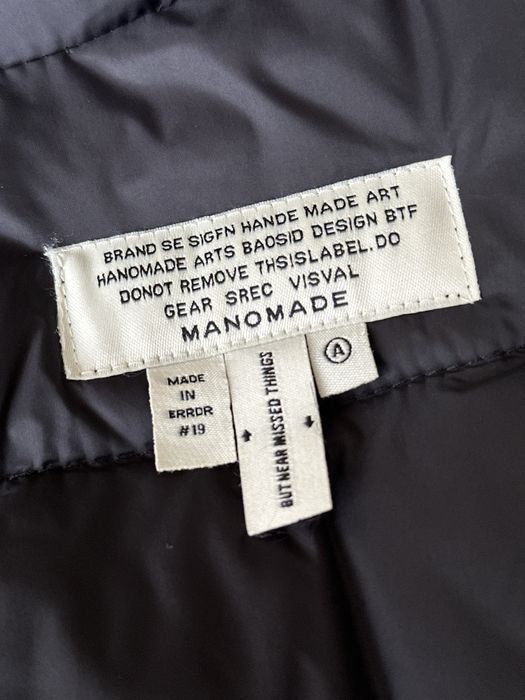 BRAND SE SIGFN HANDE MADE ART
HANOMADE ARTS BAOSID DESIGN BTF
DONOT REMOVE THSISLABEL.DO
GEAR SREC VISVAL
MANOMADE
MADE
IN
ERRDR
#19
BUT NEAR MISSED THINGS
A